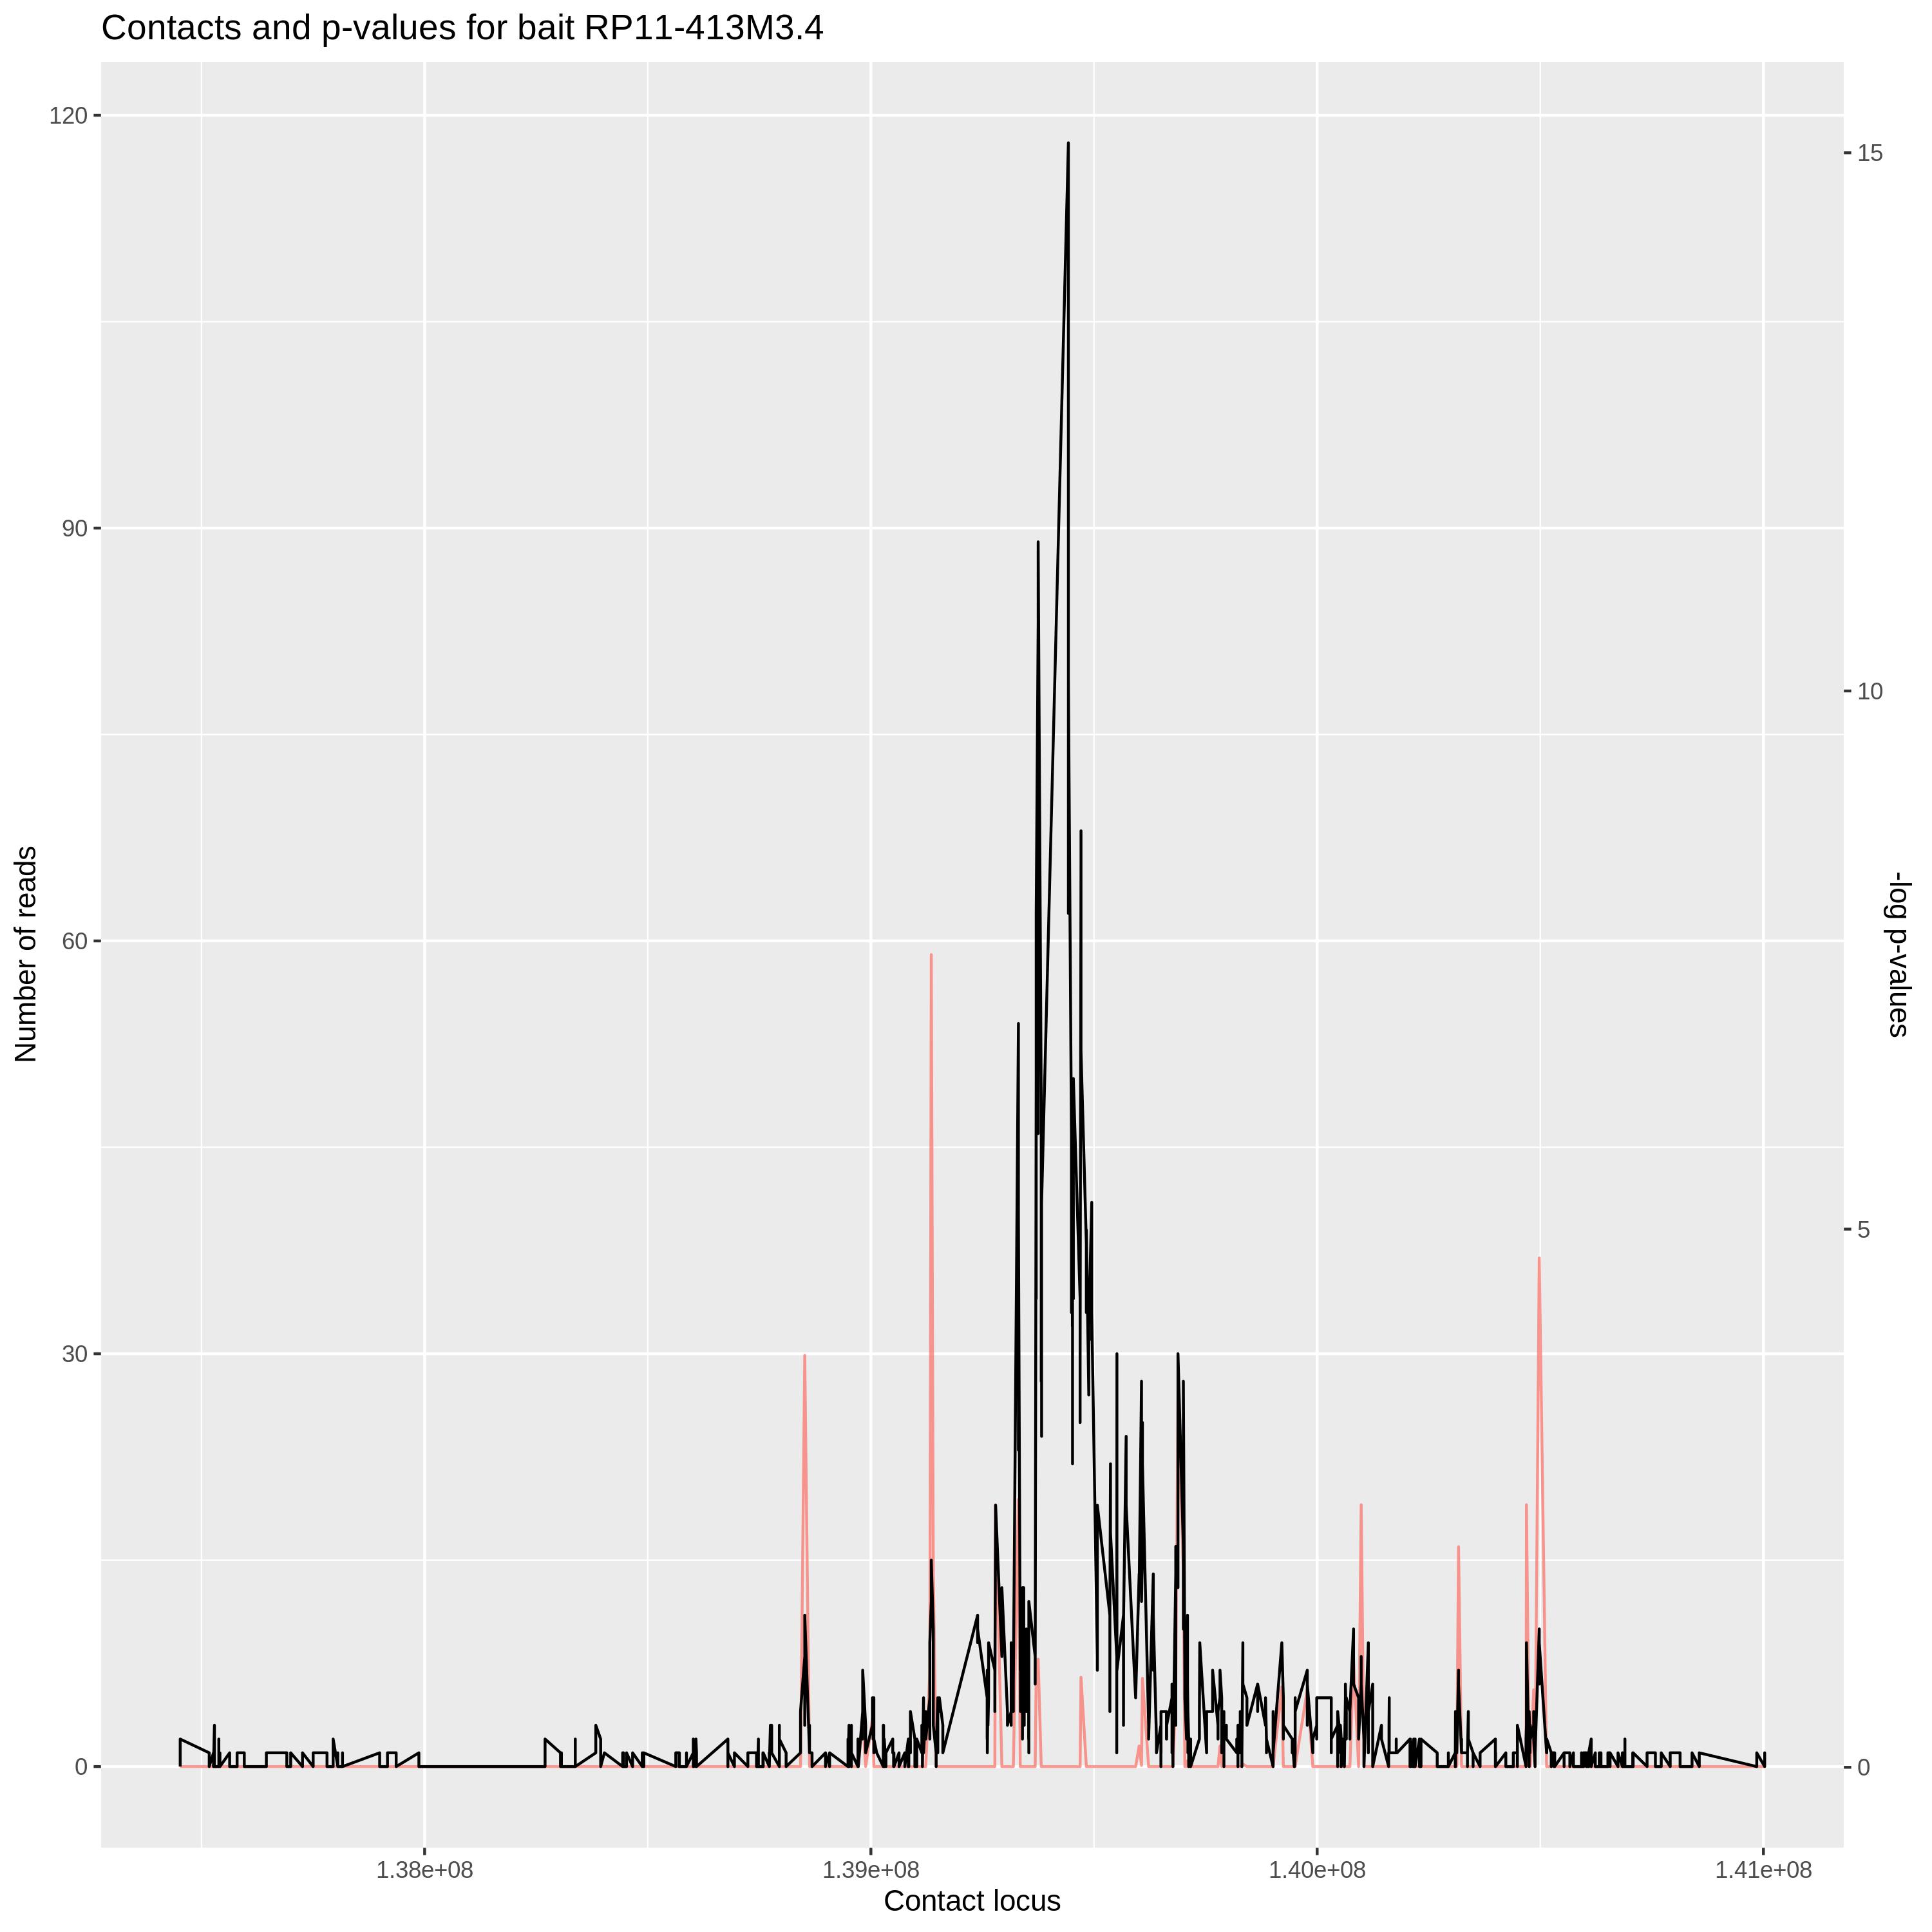 Contacts and p-values for bait RP11-413M3.4
120
90
60
30
0
Number of reads
15
10
5
0
-log p-values
1.38e+08
1.39e+08
1.40e+08
1.41e+08
Contact locus